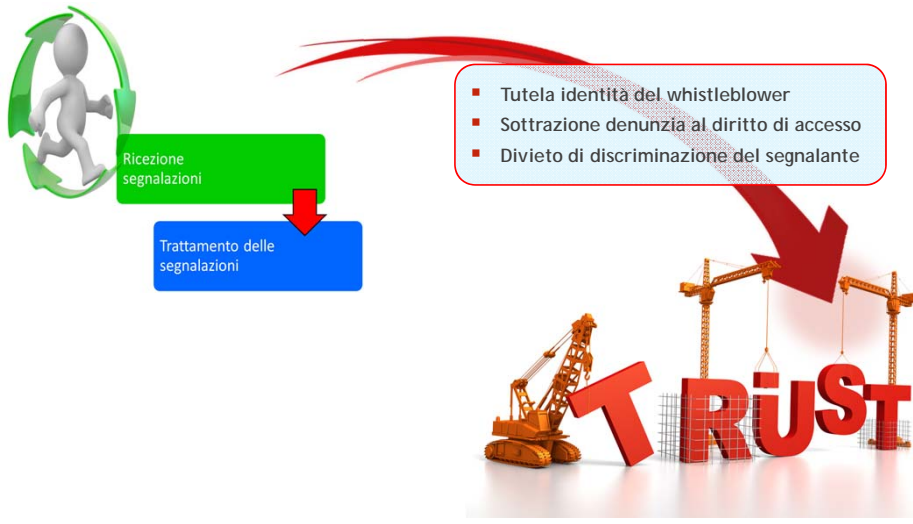 Ricezione
segnalazioni
Trattamento delle
segnalazioni
▪ Tutela identità del whistleblower
▪ Sottrazione denunzia al diritto di accesso
▪ Divieto di discriminazione del segnalante
TRUST